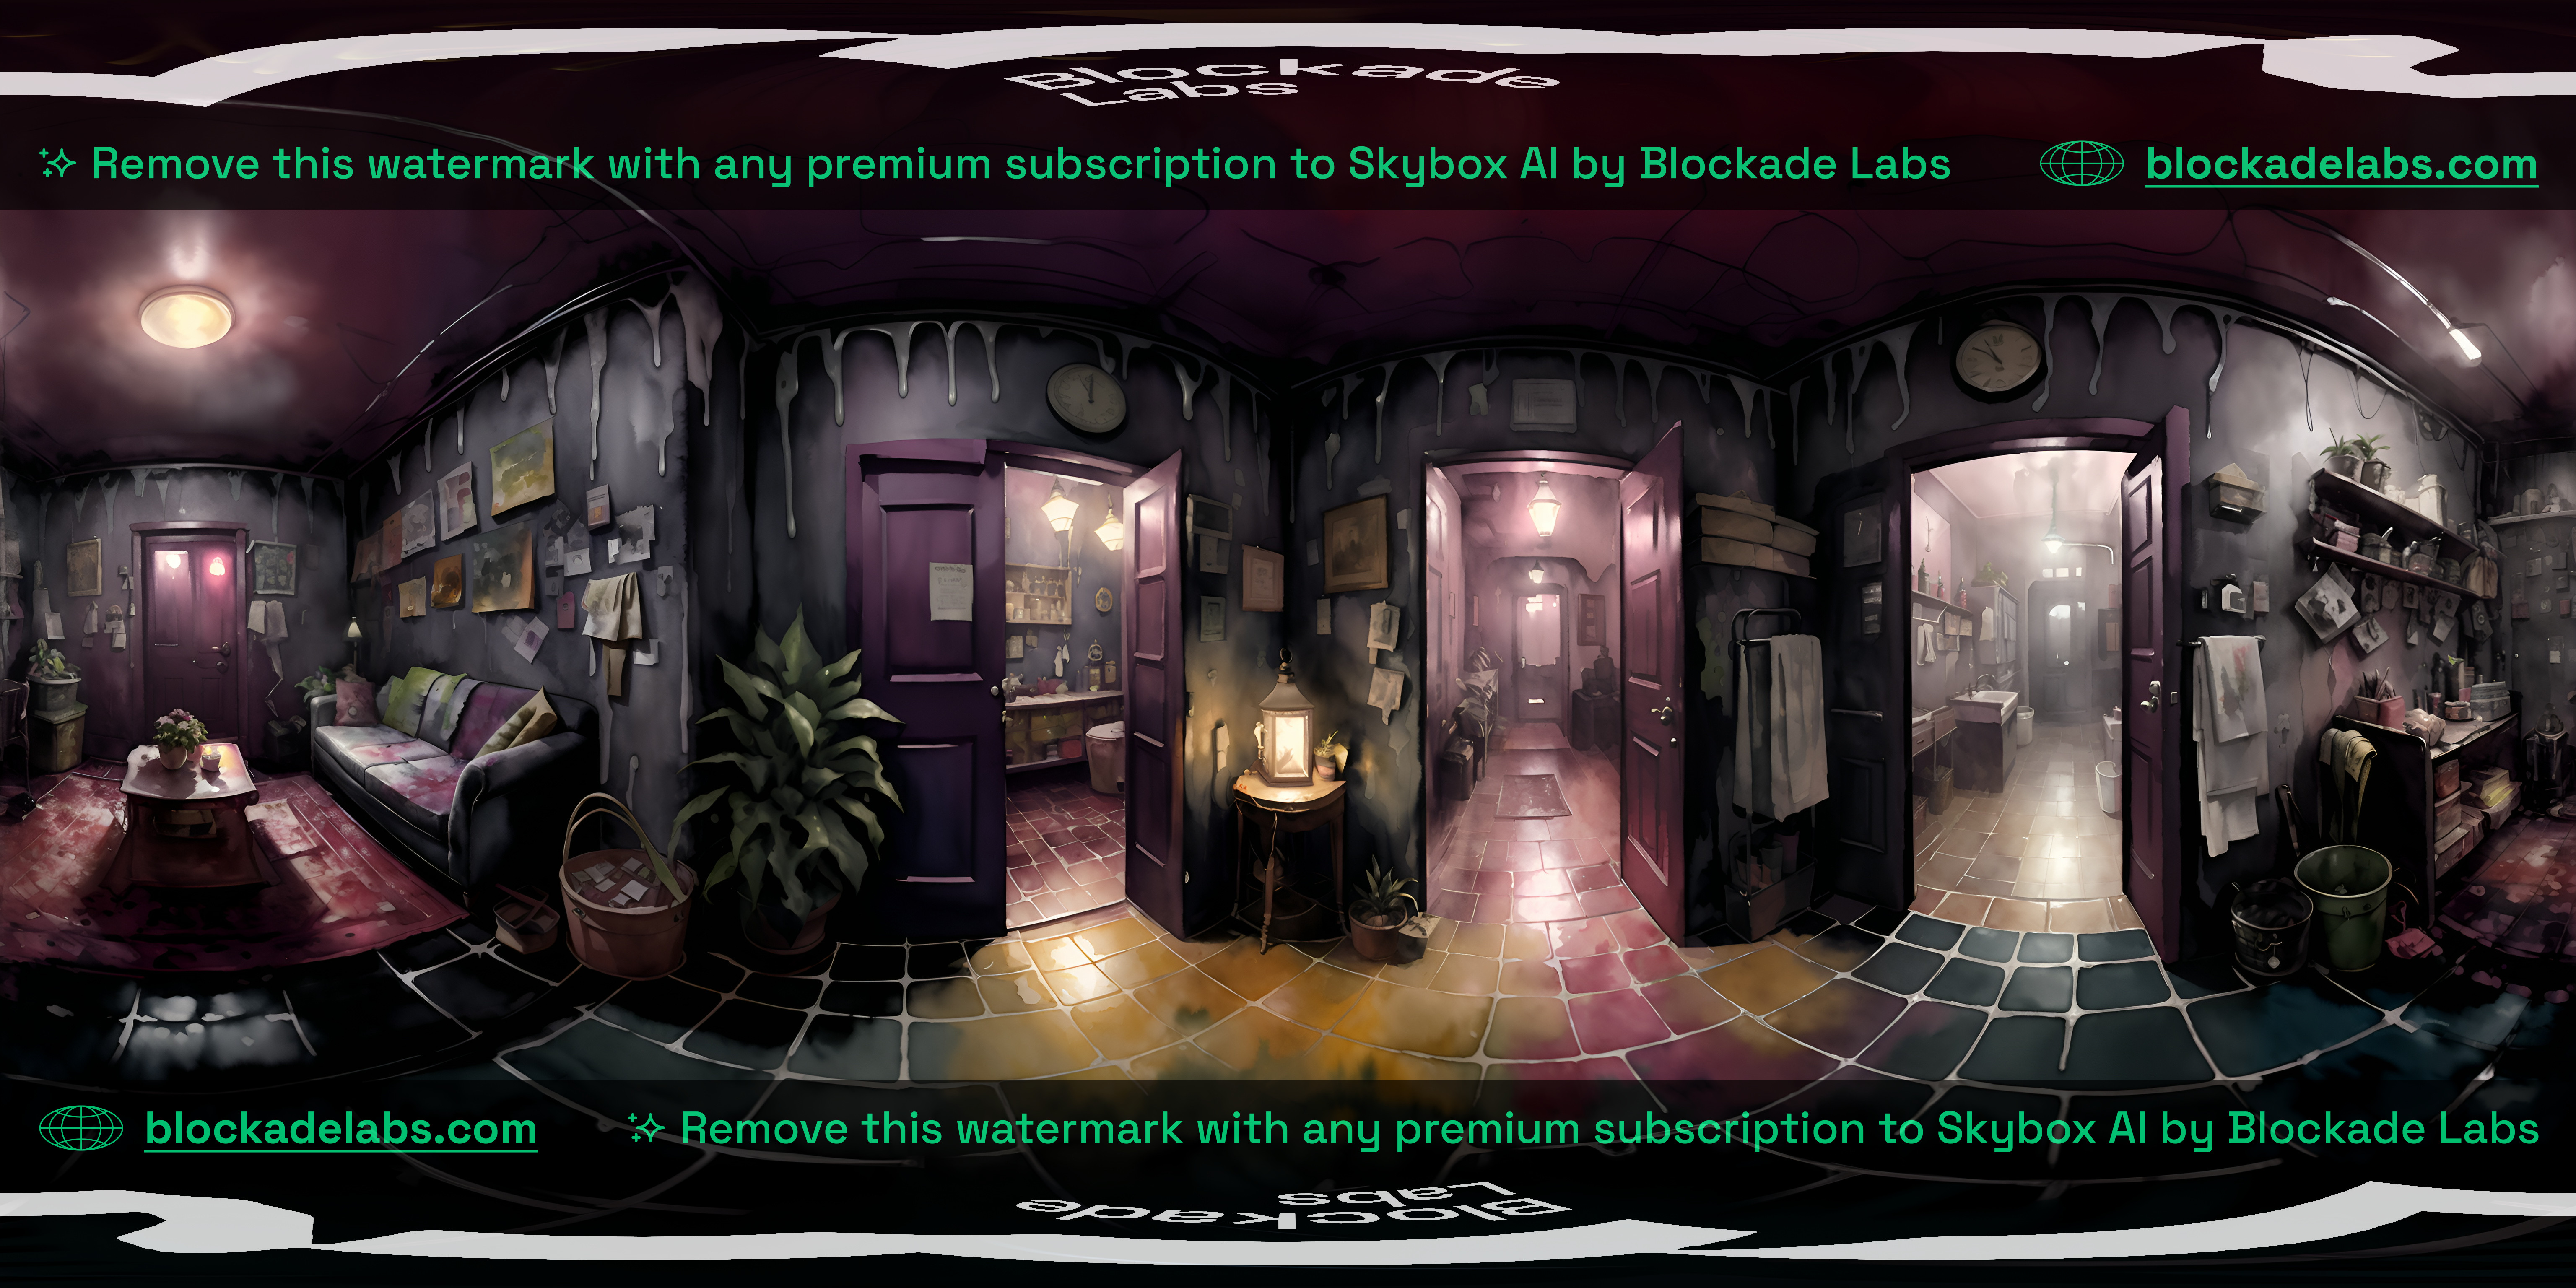 Blockade
Labs
Remove this watermark with any premium subscription to Skybox AI by Blockade Labs
blockadelabs.com
blockadelabs.com
Remove this watermark with any premium subscription to Skybox AI by Blockade Labs
Blockade
Labs